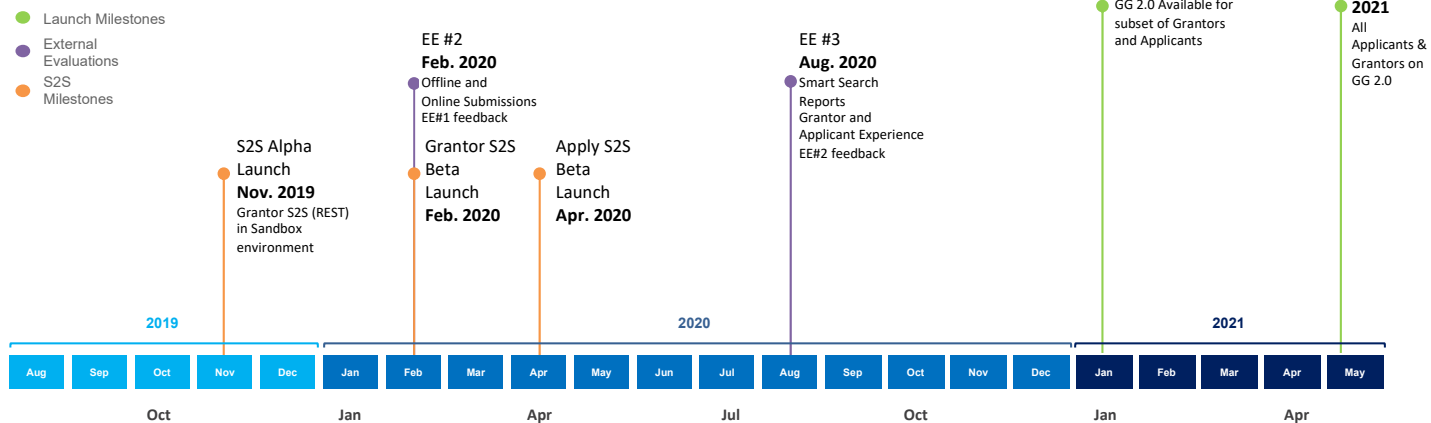 Launch Milestones
External
Evaluations
S2S
Milestones
EE #2
Feb. 2020
Offline and
Online Submissions
EE#1 feedback
EE #3
Aug. 2020
Smart Search
Reports
Grantor and
Applicant Experience
EE#2 feedback
GG 2.0 Available for
subset of Grantors
and Applicants
2021
All
Applicants &
Grantors on
GG 2.0
S2S Alpha
Launch
Nov. 2019
Grantor S2S (REST)
in Sandbox
environment
Grantor S2S
Beta
Launch
Feb. 2020
Apply S2S
Beta
Launch
Apr. 2020
2019
2020
2021
Aug
Sep
Oct
Nov
Dec
Jan
Feb
Mar
Apr
May
Jun
Jul
Aug
Sep
Oct
Nov
Dec
Jan
Feb
Mar
Apr
May
Oct
Jan
Apr
Jul
Oct
Jan
Apr